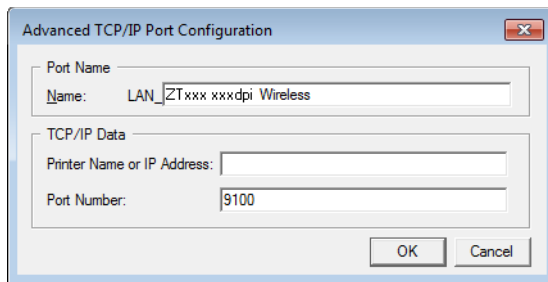 Advanced TCP/IP Port Configuration
Port Name
Name: LAN_ZTxxx xxxdpi Wireless
TCP/IP Data
Printer Name or IP Address:
Port Number: 9100
OK Cancel